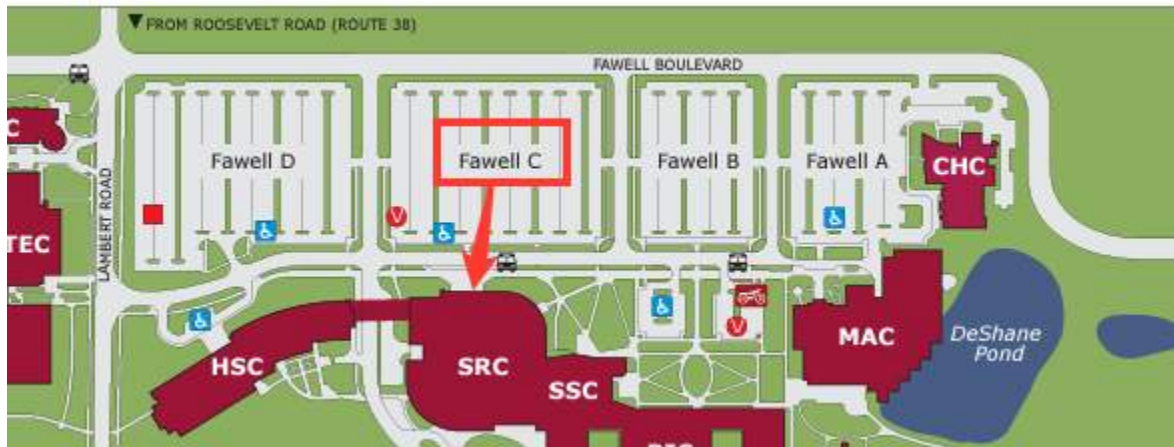 FROM ROOSEVELT ROAD (ROUTE 38)
FAWELL BOULEVARD
C
Fawell D
Fawell C
Fawell B
Fawell A
CHC
LAMBERT ROAD
V
TEC
V
MAC
DeShane
Pond
HSC
SRC
SSC